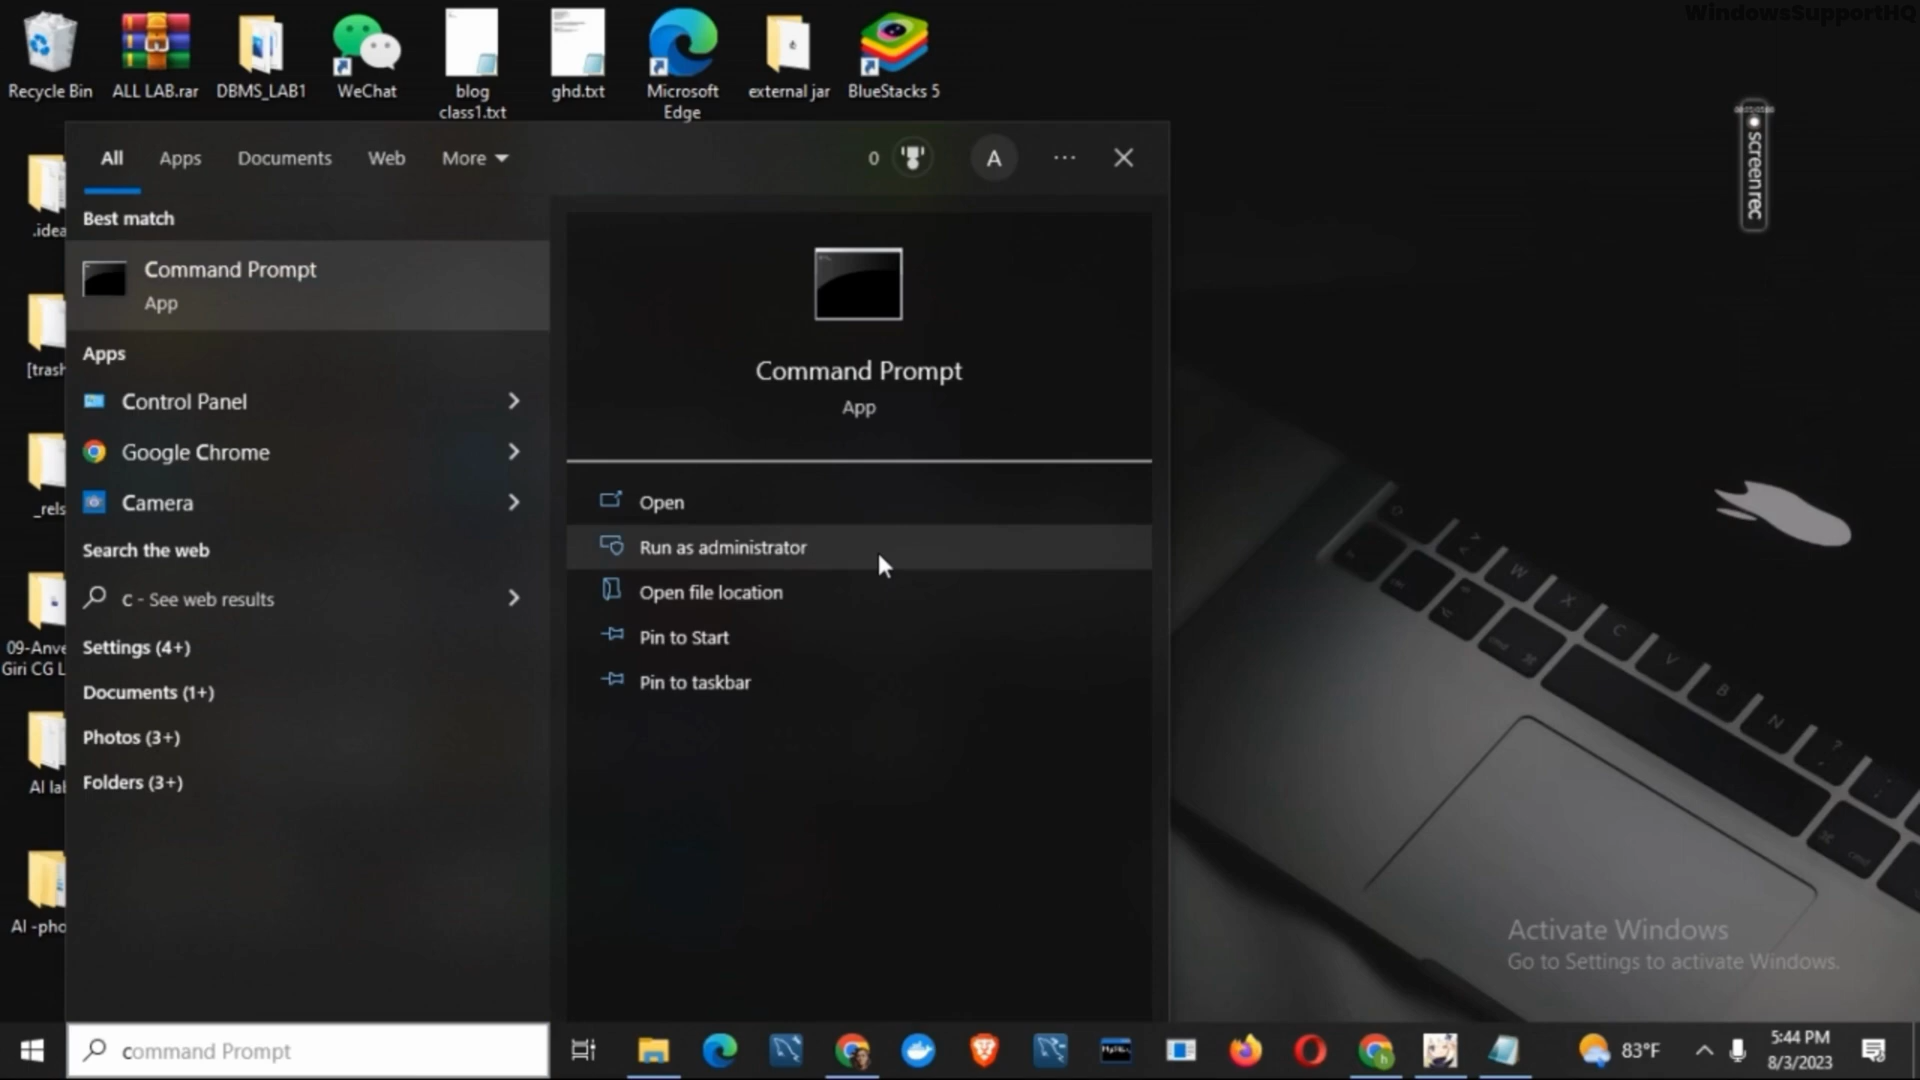 WindowsSupportHQ
Recycle Bin
ALL LAB.rar
DBMS_LAB1
WeChat
blog
class1.txt
ghd.txt
Microsoft
Edge
external jar
BlueStacks 5
screenrec
.idea
[trash
_rels
09-Anve
Giri CG L
AI lab
AI -pho
All
Apps
Documents
Web
More
0
A
Best match
Command Prompt
App
Apps
Control Panel
Google Chrome
Camera
Search the web
c - See web results
Settings (4+)
Documents (1+)
Photos (3+)
Folders (3+)
Command Prompt
App
Open
Run as administrator
Open file location
Pin to Start
Pin to taskbar
Activate Windows
Go to Settings to activate Windows.
command Prompt
83°F
5:44 PM
8/3/2023